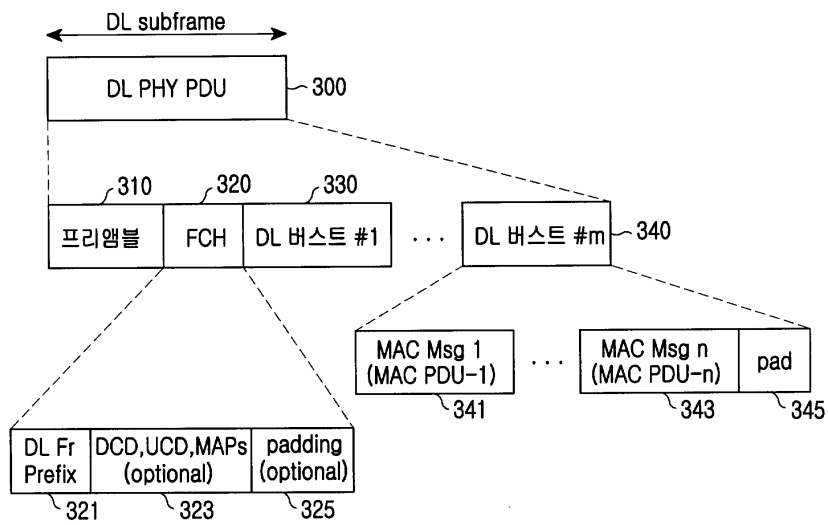 DL subframe
DL PHY PDU
300
310
320
330
프리앰블
FCH
DL 버스트 #1
...
DL 버스트 #m
340
MAC Msg 1
(MAC PDU-1)
...
MAC Msg n
(MAC PDU-n)
pad
341
343
345
DL Fr
Prefix
DCD,UCD,MAPs
(optional)
padding
(optional)
321
323
325